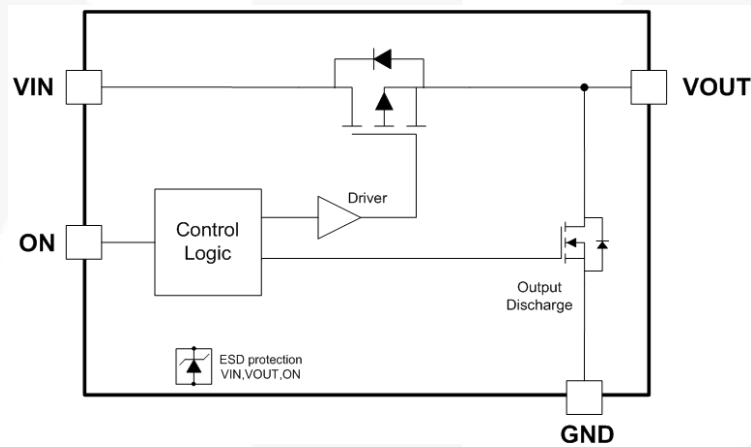 VIN
VOUT
Driver
ON
Control
Logic
Output
Discharge
ESD protection
VIN,VOUT,ON
GND